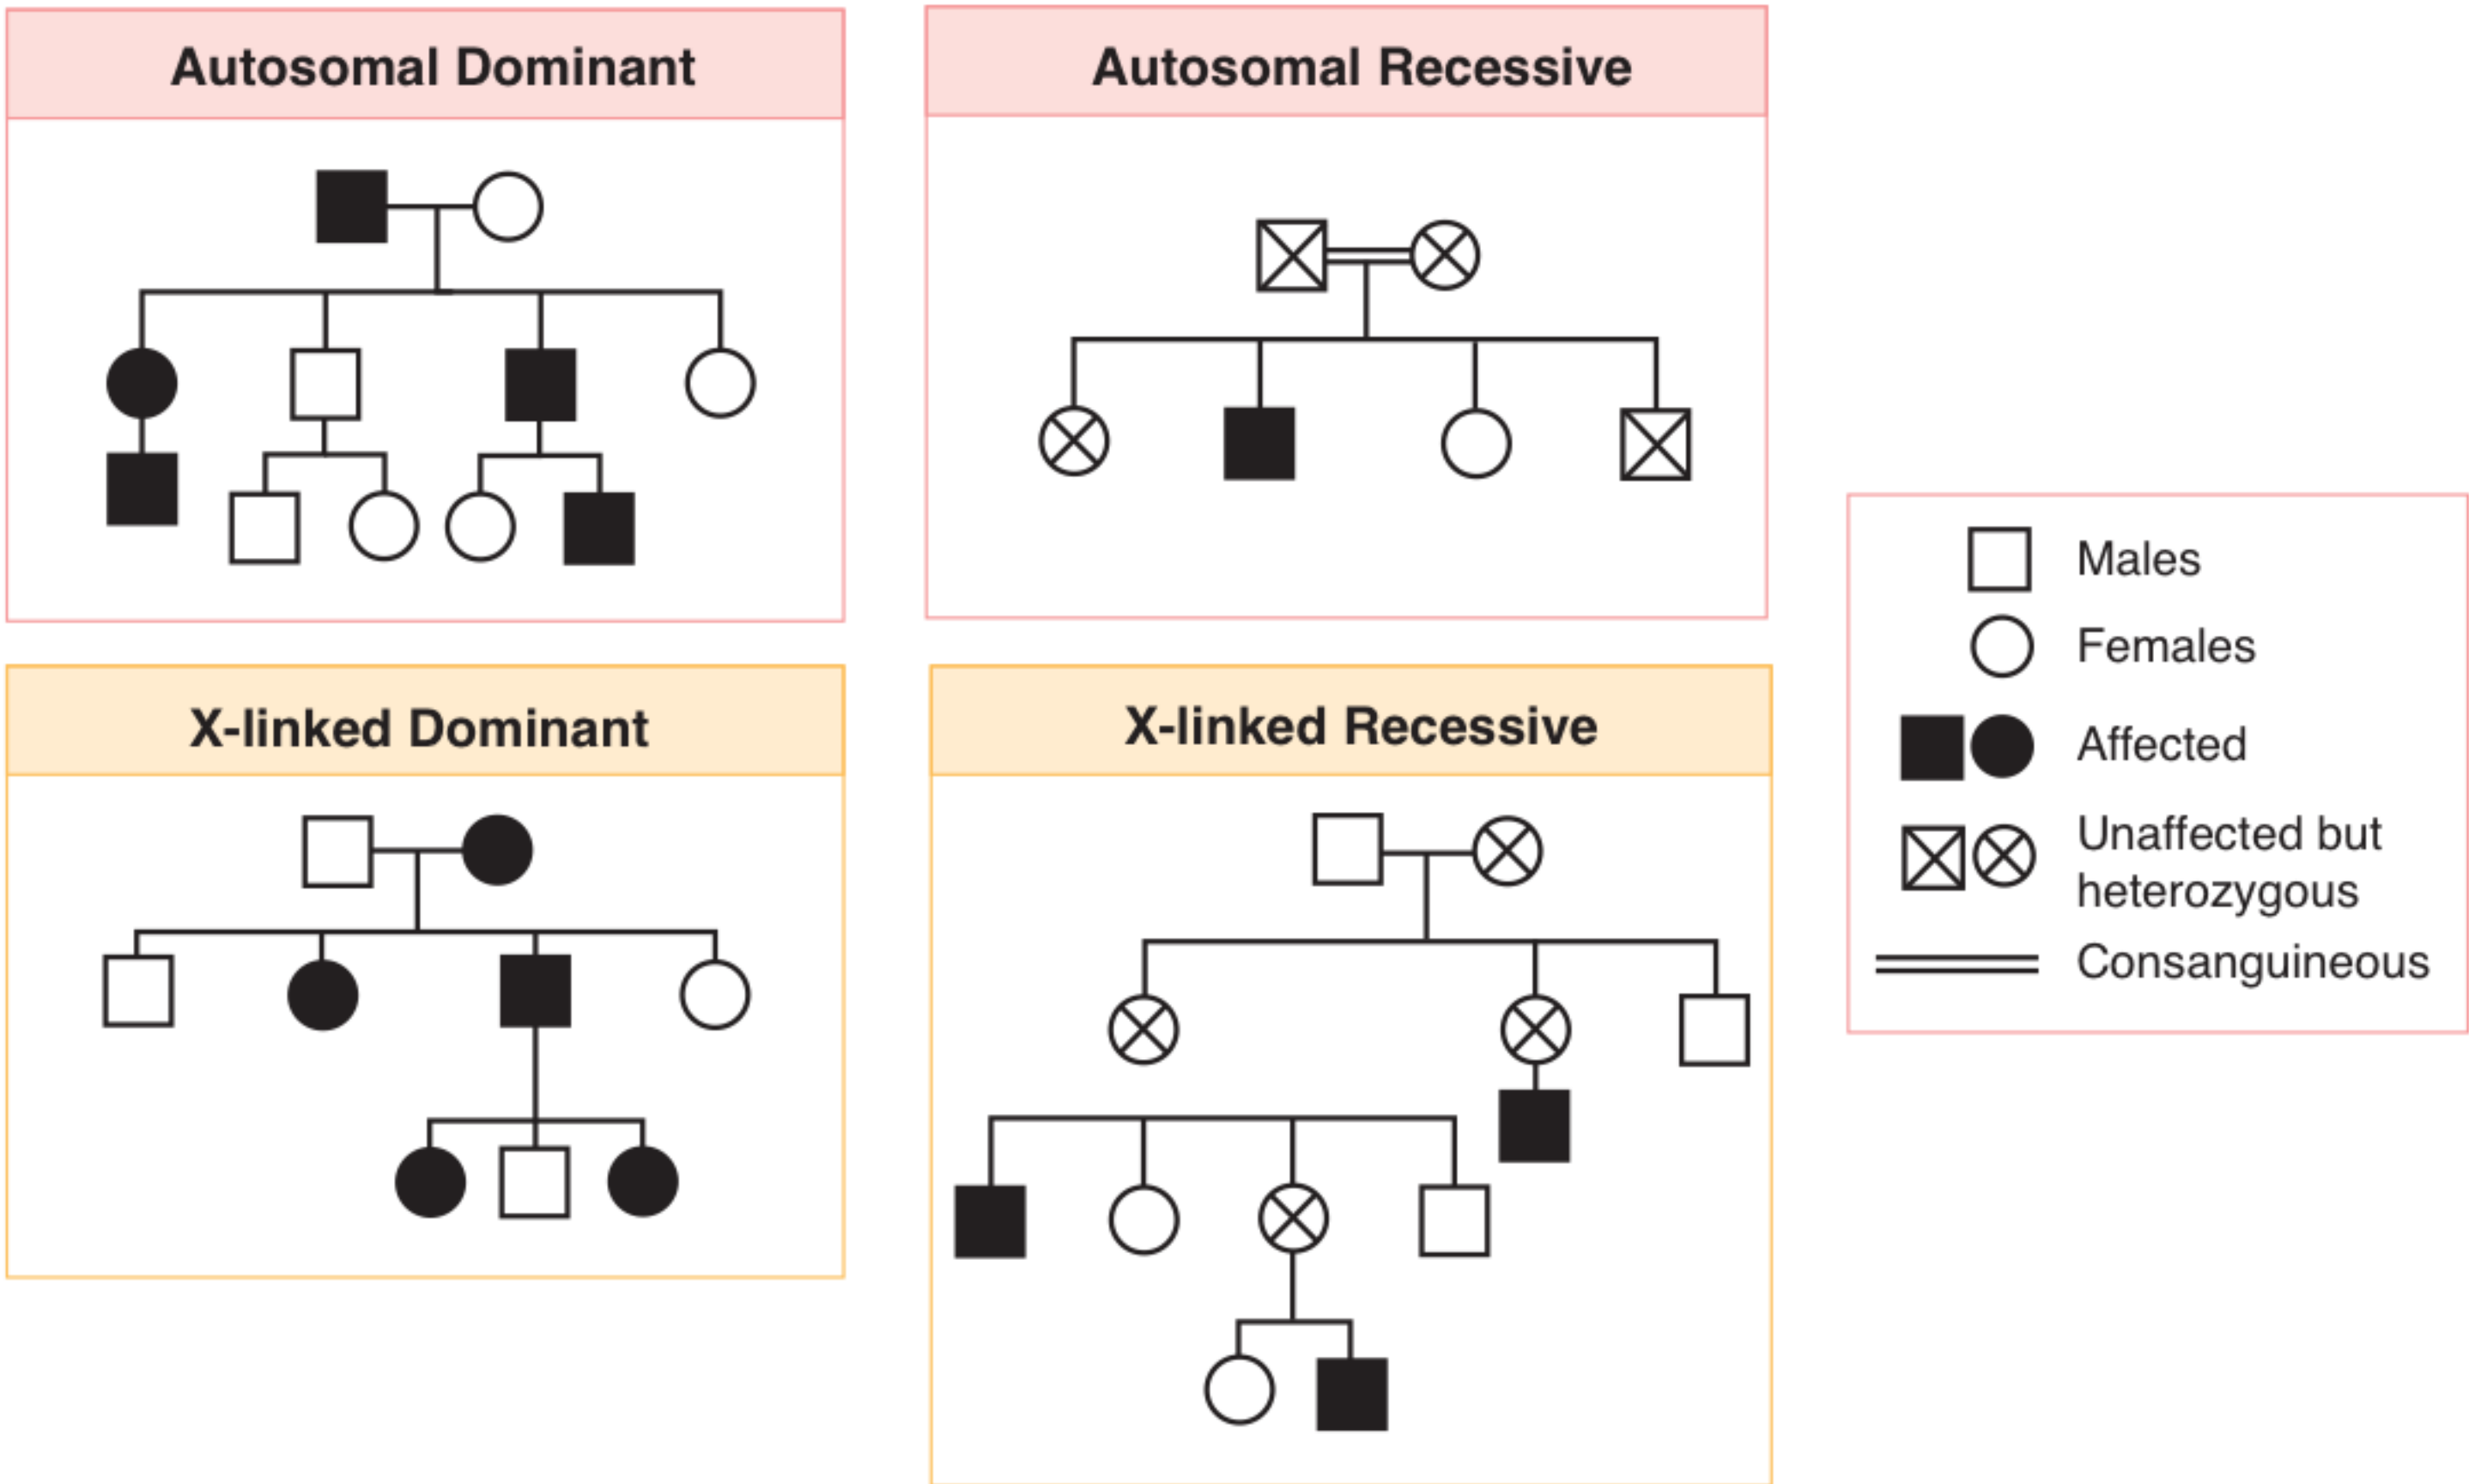 Autosomal Dominant
Autosomal Recessive
X-linked Dominant
X-linked Recessive
Males
Females
Affected
Unaffected but
heterozygous
Consanguineous